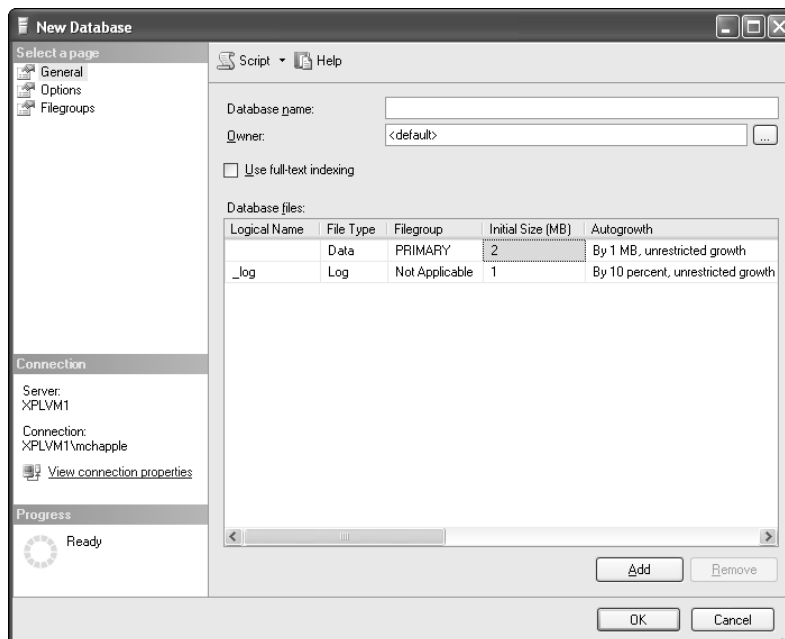 New Database
Select a page
General
Options
Filegroups
Script
Help
Database name:
Owner:
<default>
...
Use full-text indexing
Database files:
Logical Name File Type Filegroup Initial Size (MB) Autogrowth
Data PRIMARY 2 By 1 MB, unrestricted growth
_log Log Not Applicable 1 By 10 percent, unrestricted growth
Connection
Server:
XPLVM1
Connection:
XPLVM1\mchapple
View connection properties
Progress
Ready
Add
Remove
OK
Cancel